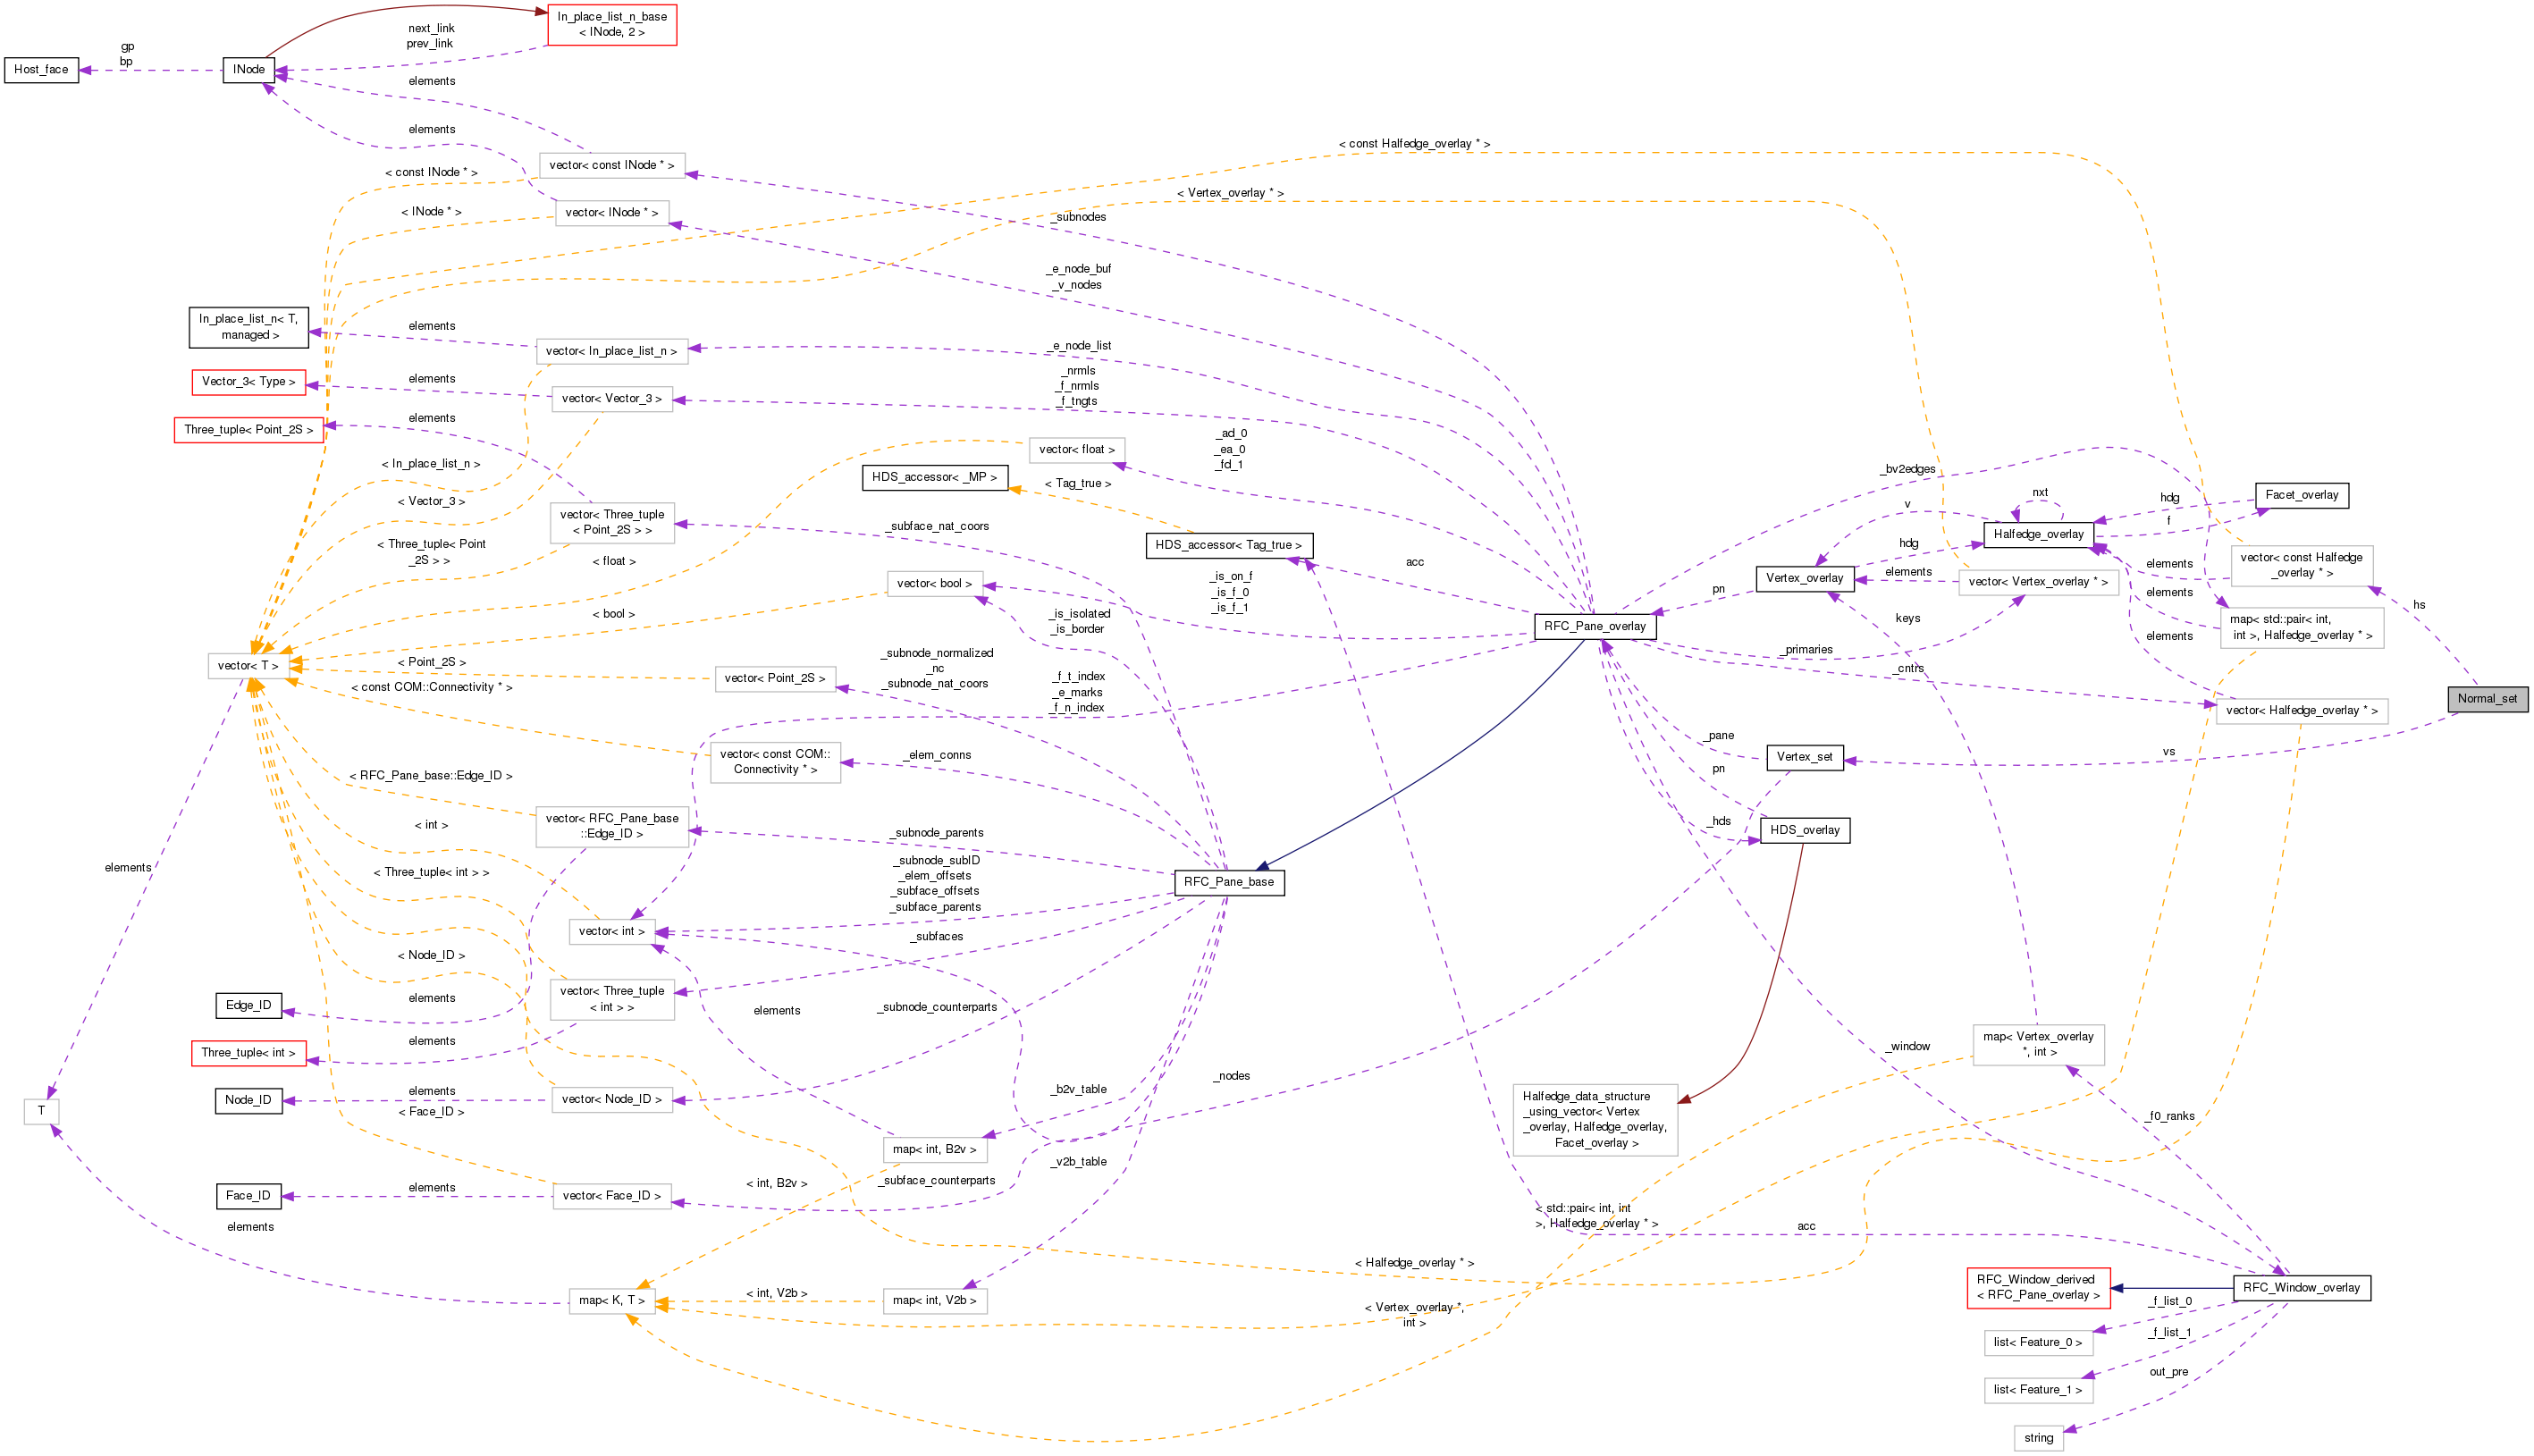 In_place_list_n_base
< INode, 2 >
next_link
prev_link
gp
bp
Host_face
INode
elements
elements
< const Halfedge_overlay * >
vector< const INode * >
< const INode * >
< Vertex_overlay * >
< INode * >
vector< INode * >
_subnodes
_e_node_buf
_v_nodes
In_place_list_n< T,
managed >
elements
vector< In_place_list_n >
_e_node_list
Vector_3< Type >
elements
vector< Vector_3 >
_nrmls
_f_nrmls
_f_tngts
Three_tuple< Point_2S >
elements
_ad_0
_ea_0
_fd_1
vector< float >
< In_place_list_n >
HDS_accessor< _MP >
< Tag_true >
_bv2edges
nxt
hdg
Facet_overlay
< Vector_3 >
vector< Three_tuple
< Point_2S > >
_subface_nat_coors
v
f
Halfedge_overlay
HDS_accessor< Tag_true >
hdg
< Three_tuple< Point
_2S > >
< float >
acc
vector< const Halfedge
_overlay * >
elements
vector< bool >
_is_on_f
_is_f_0
_is_f_1
Vertex_overlay
elements
vector< Vertex_overlay * >
pn
elements
hs
< bool >
_is_isolated
_is_border
RFC_Pane_overlay
keys
map< std::pair< int,
int >, Halfedge_overlay * >
elements
vector< T >
< Point_2S >
_subnode_normalized
_nc
_subnode_nat_coors
_primaries
_cntrs
vector< Point_2S >
< const COM::Connectivity * >
_f_t_index
_e_marks
_f_n_index
Normal_set
vector< Halfedge_overlay * >
_pane
vs
vector< const COM::
Connectivity * >
_elem_conns
Vertex_set
pn
< RFC_Pane_base::Edge_ID >
vector< RFC_Pane_base
::Edge_ID >
< int >
_subnode_parents
_hds
HDS_overlay
elements
< Three_tuple< int > >
_subnode_subID
_elem_offsets
_subface_offsets
_subface_parents
RFC_Pane_base
vector< int >
_subfaces
< Node_ID >
Edge_ID
elements
vector< Three_tuple
< int > >
elements
_subnode_counterparts
Three_tuple< int >
elements
_window
map< Vertex_overlay
*, int >
_nodes
_b2v_table
T
Node_ID
elements
vector< Node_ID >
< Face_ID >
Halfedge_data_structure
_using_vector< Vertex
_overlay, Halfedge_overlay,
Facet_overlay >
_f0_ranks
map< int, B2v >
_v2b_table
Face_ID
elements
vector< Face_ID >
< int, B2v >
_subface_counterparts
elements
< std::pair< int, int
>, Halfedge_overlay * >
acc
< Halfedge_overlay * >
RFC_Window_derived
< RFC_Pane_overlay >
RFC_Window_overlay
map< K, T >
< int, V2b >
map< int, V2b >
< Vertex_overlay *,
int >
_f_list_0
list< Feature_0 >
_f_list_1
out_pre
list< Feature_1 >
string